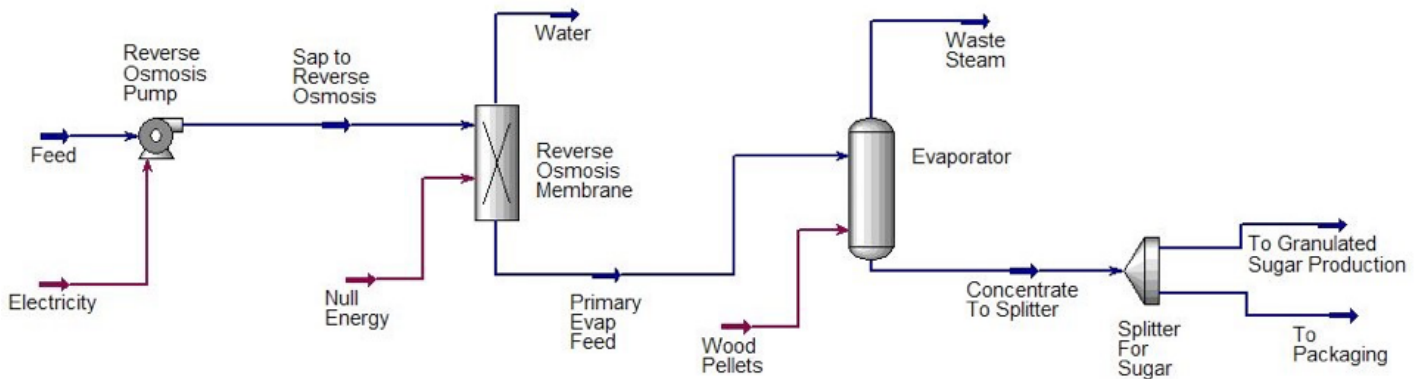 Reverse
Osmosis
Pump
Sap to
Reverse
Osmosis
Water
Waste
Steam
Feed
Reverse
Osmosis
Membrane
Evaporator
Electricity
Null
Energy
Primary
Evap
Feed
Wood
Pellets
Concentrate
To Splitter
Splitter
For
Sugar
To Granulated
Sugar Production
To
Packaging